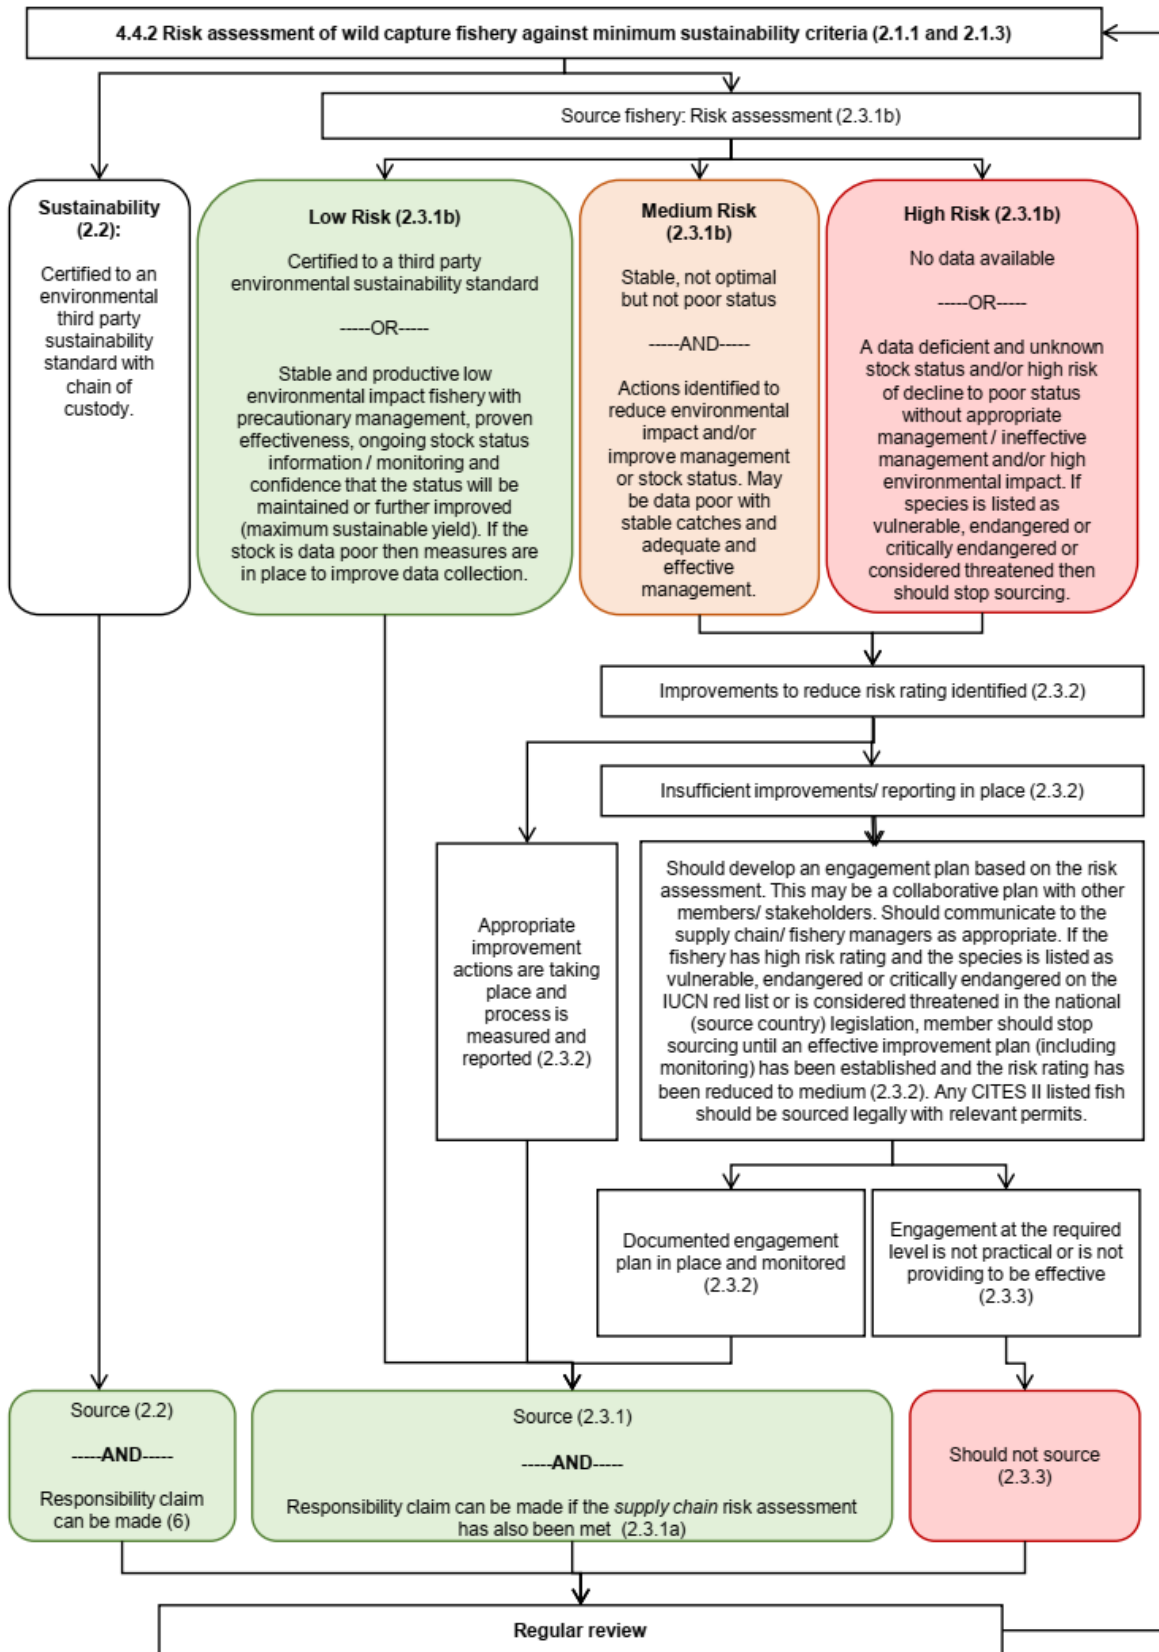 4.4.2 Risk assessment of wild capture fishery against minimum sustainability criteria (2.1.1 and 2.1.3)
Source fishery: Risk assessment (2.3.1b)
Sustainability
(2.2):
Certified to an
environmental
third party
sustainability
standard with
chain of
custody.
Low Risk (2.3.1b)
Certified to a third party
environmental sustainability standard
-----OR-----
Stable and productive low
environmental impact fishery with
precautionary management, proven
effectiveness, ongoing stock status
information / monitoring and
confidence that the status will be
maintained or further improved
(maximum sustainable yield). If the
stock is data poor then measures are
in place to improve data collection.
Medium Risk
(2.3.1b)
Stable, not optimal
but not poor status
-----AND-----
Actions identified to
reduce environmental
impact and/or
improve management
or stock status. May
be data poor with
stable catches and
adequate and
effective
management.
High Risk (2.3.1b)
No data available
-----OR-----
A data deficient and unknown
stock status and/or high risk
of decline to poor status
without appropriate
management / ineffective
management and/or high
environmental impact. If
species is listed as
vulnerable, endangered or
critically endangered or
considered threatened then
should stop sourcing.
Improvements to reduce risk rating identified (2.3.2)
Insufficient improvements/ reporting in place (2.3.2)
Appropriate
improvement
actions are taking
place and
process is
measured and
reported (2.3.2)
Should develop an engagement plan based on the risk
assessment. This may be a collaborative plan with other
members/ stakeholders. Should communicate to the
supply chain/ fishery managers as appropriate. If the
fishery has high risk rating and the species is listed as
vulnerable, endangered or critically endangered on the
IUCN red list or is considered threatened in the national
(source country) legislation, member should stop
sourcing until an effective improvement plan (including
monitoring) has been established and the risk rating has
been reduced to medium (2.3.2). Any CITES II listed fish
should be sourced legally with relevant permits.
Documented engagement
plan in place and monitored
(2.3.2)
Engagement at the required
level is not practical or is not
providing to be effective
(2.3.3)
Source (2.2)
-----AND-----
Responsibility claim
can be made (6)
Source (2.3.1)
-----AND-----
Responsibility claim can be made if the supply chain risk assessment
has also been met (2.3.1a)
Should not source
(2.3.3)
Regular review